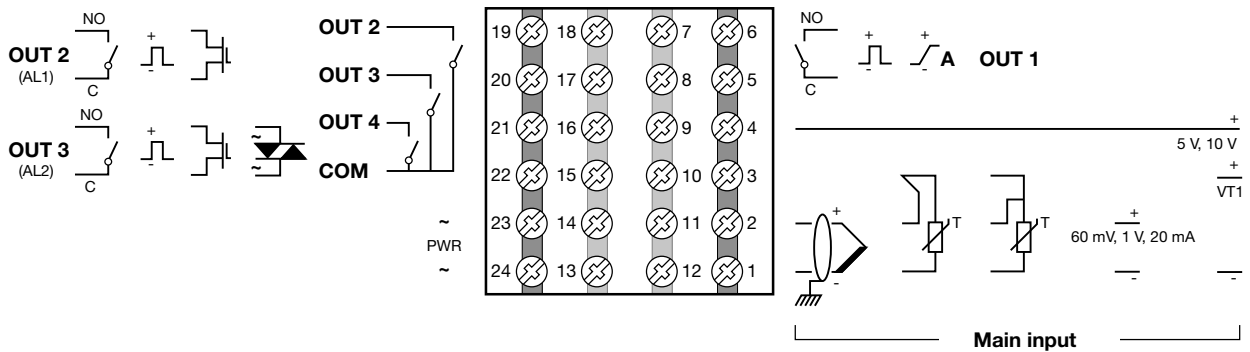 NO
OUT 2
(AL1)
+
-
C
NO
OUT 3
(AL2)
+
-
C
~
~
OUT 2
OUT 3
OUT 4
COM
~
PWR
~
19 18 7 6
20 17 8 5
21 16 9 4
22 15 10 3
23 14 11 2
24 13 12 1
NO
C
+
-
+
-
A OUT 1
+
5 V, 10 V
+
VT1
+
-
T
T
+
60 mV, 1 V, 20 mA
-
-
Main input